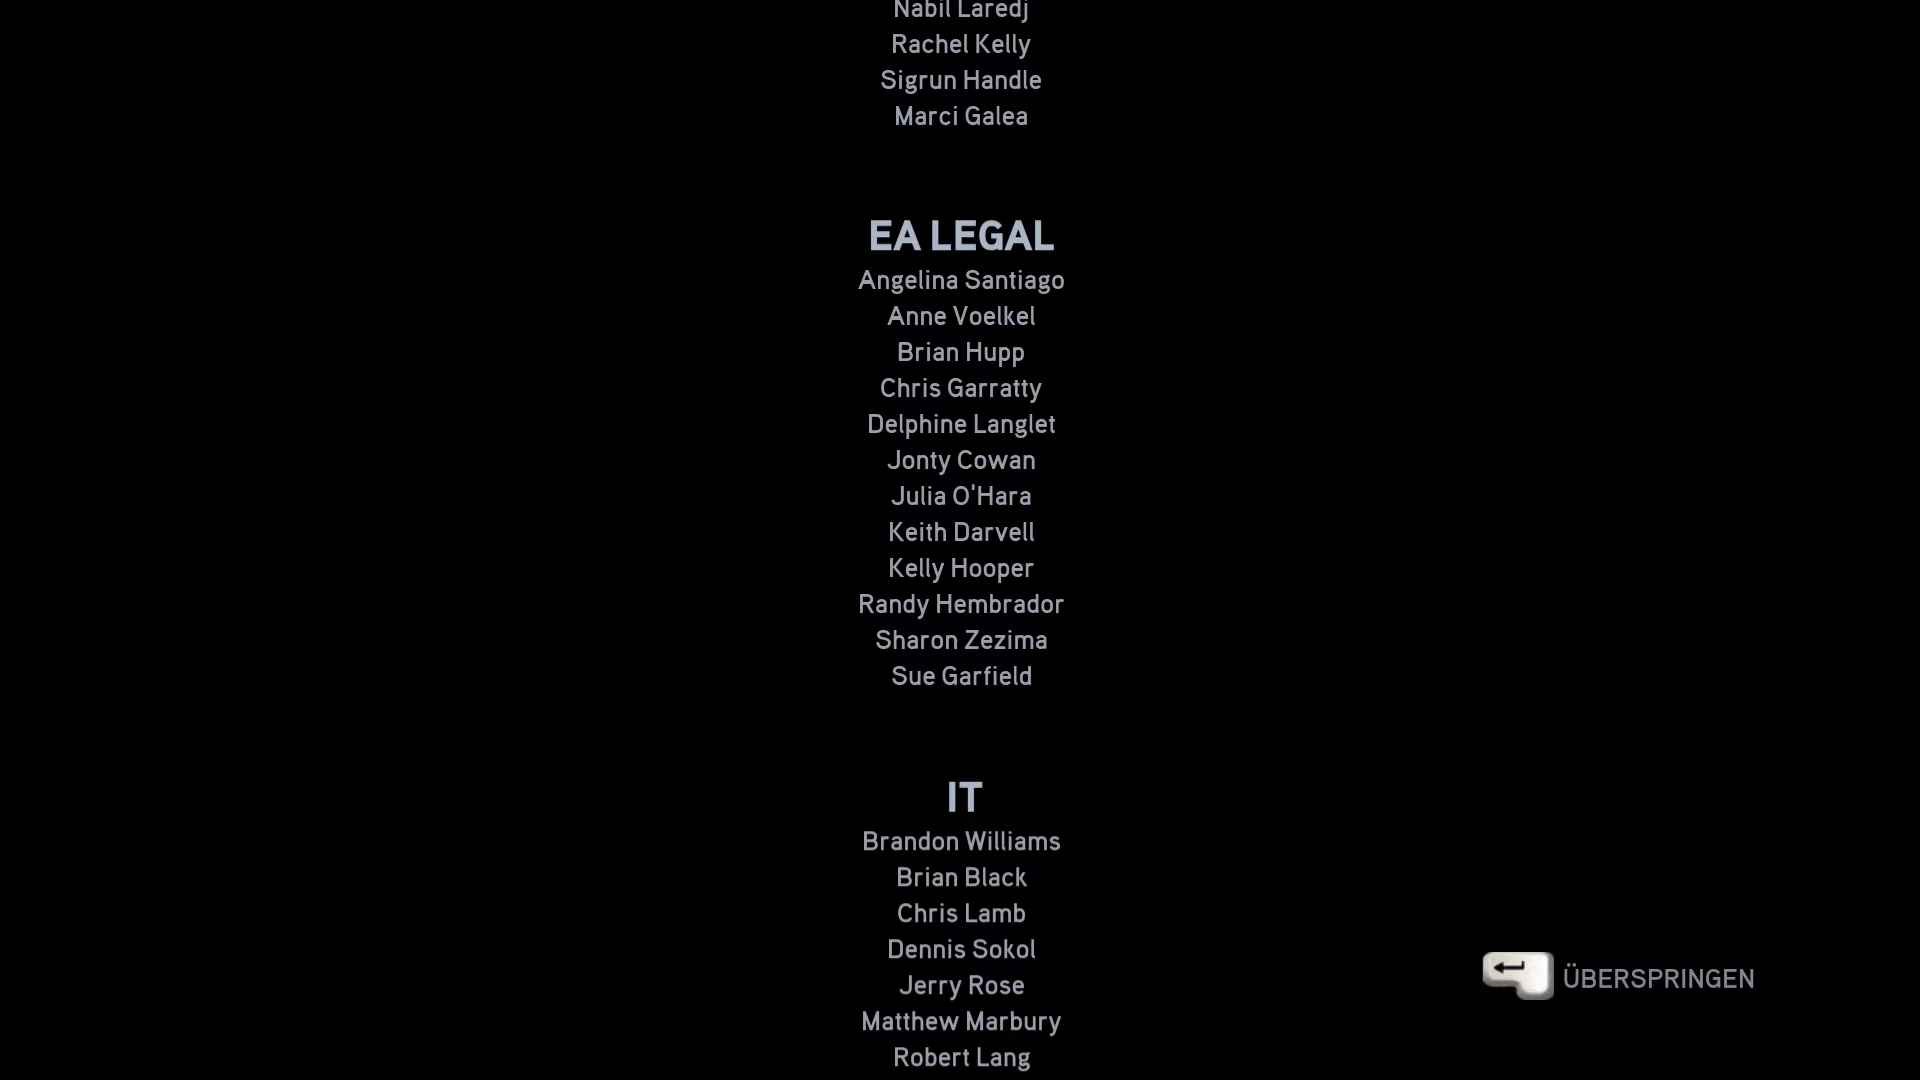 Nabil Laredj
Rachel Kelly
Sigrun Handle
Marci Galea
EA LEGAL
Angelina Santiago
Anne Voelkel
Brian Hupp
Chris Garratty
Delphine Langlet
Jonty Cowan
Julia O'Hara
Keith Darvell
Kelly Hooper
Randy Hembrador
Sharon Zezima
Sue Garfield
IT
Brandon Williams
Brian Black
Chris Lamb
Dennis Sokol
Jerry Rose
Matthew Marbury
Robert Lang
ÜBERSPRINGEN